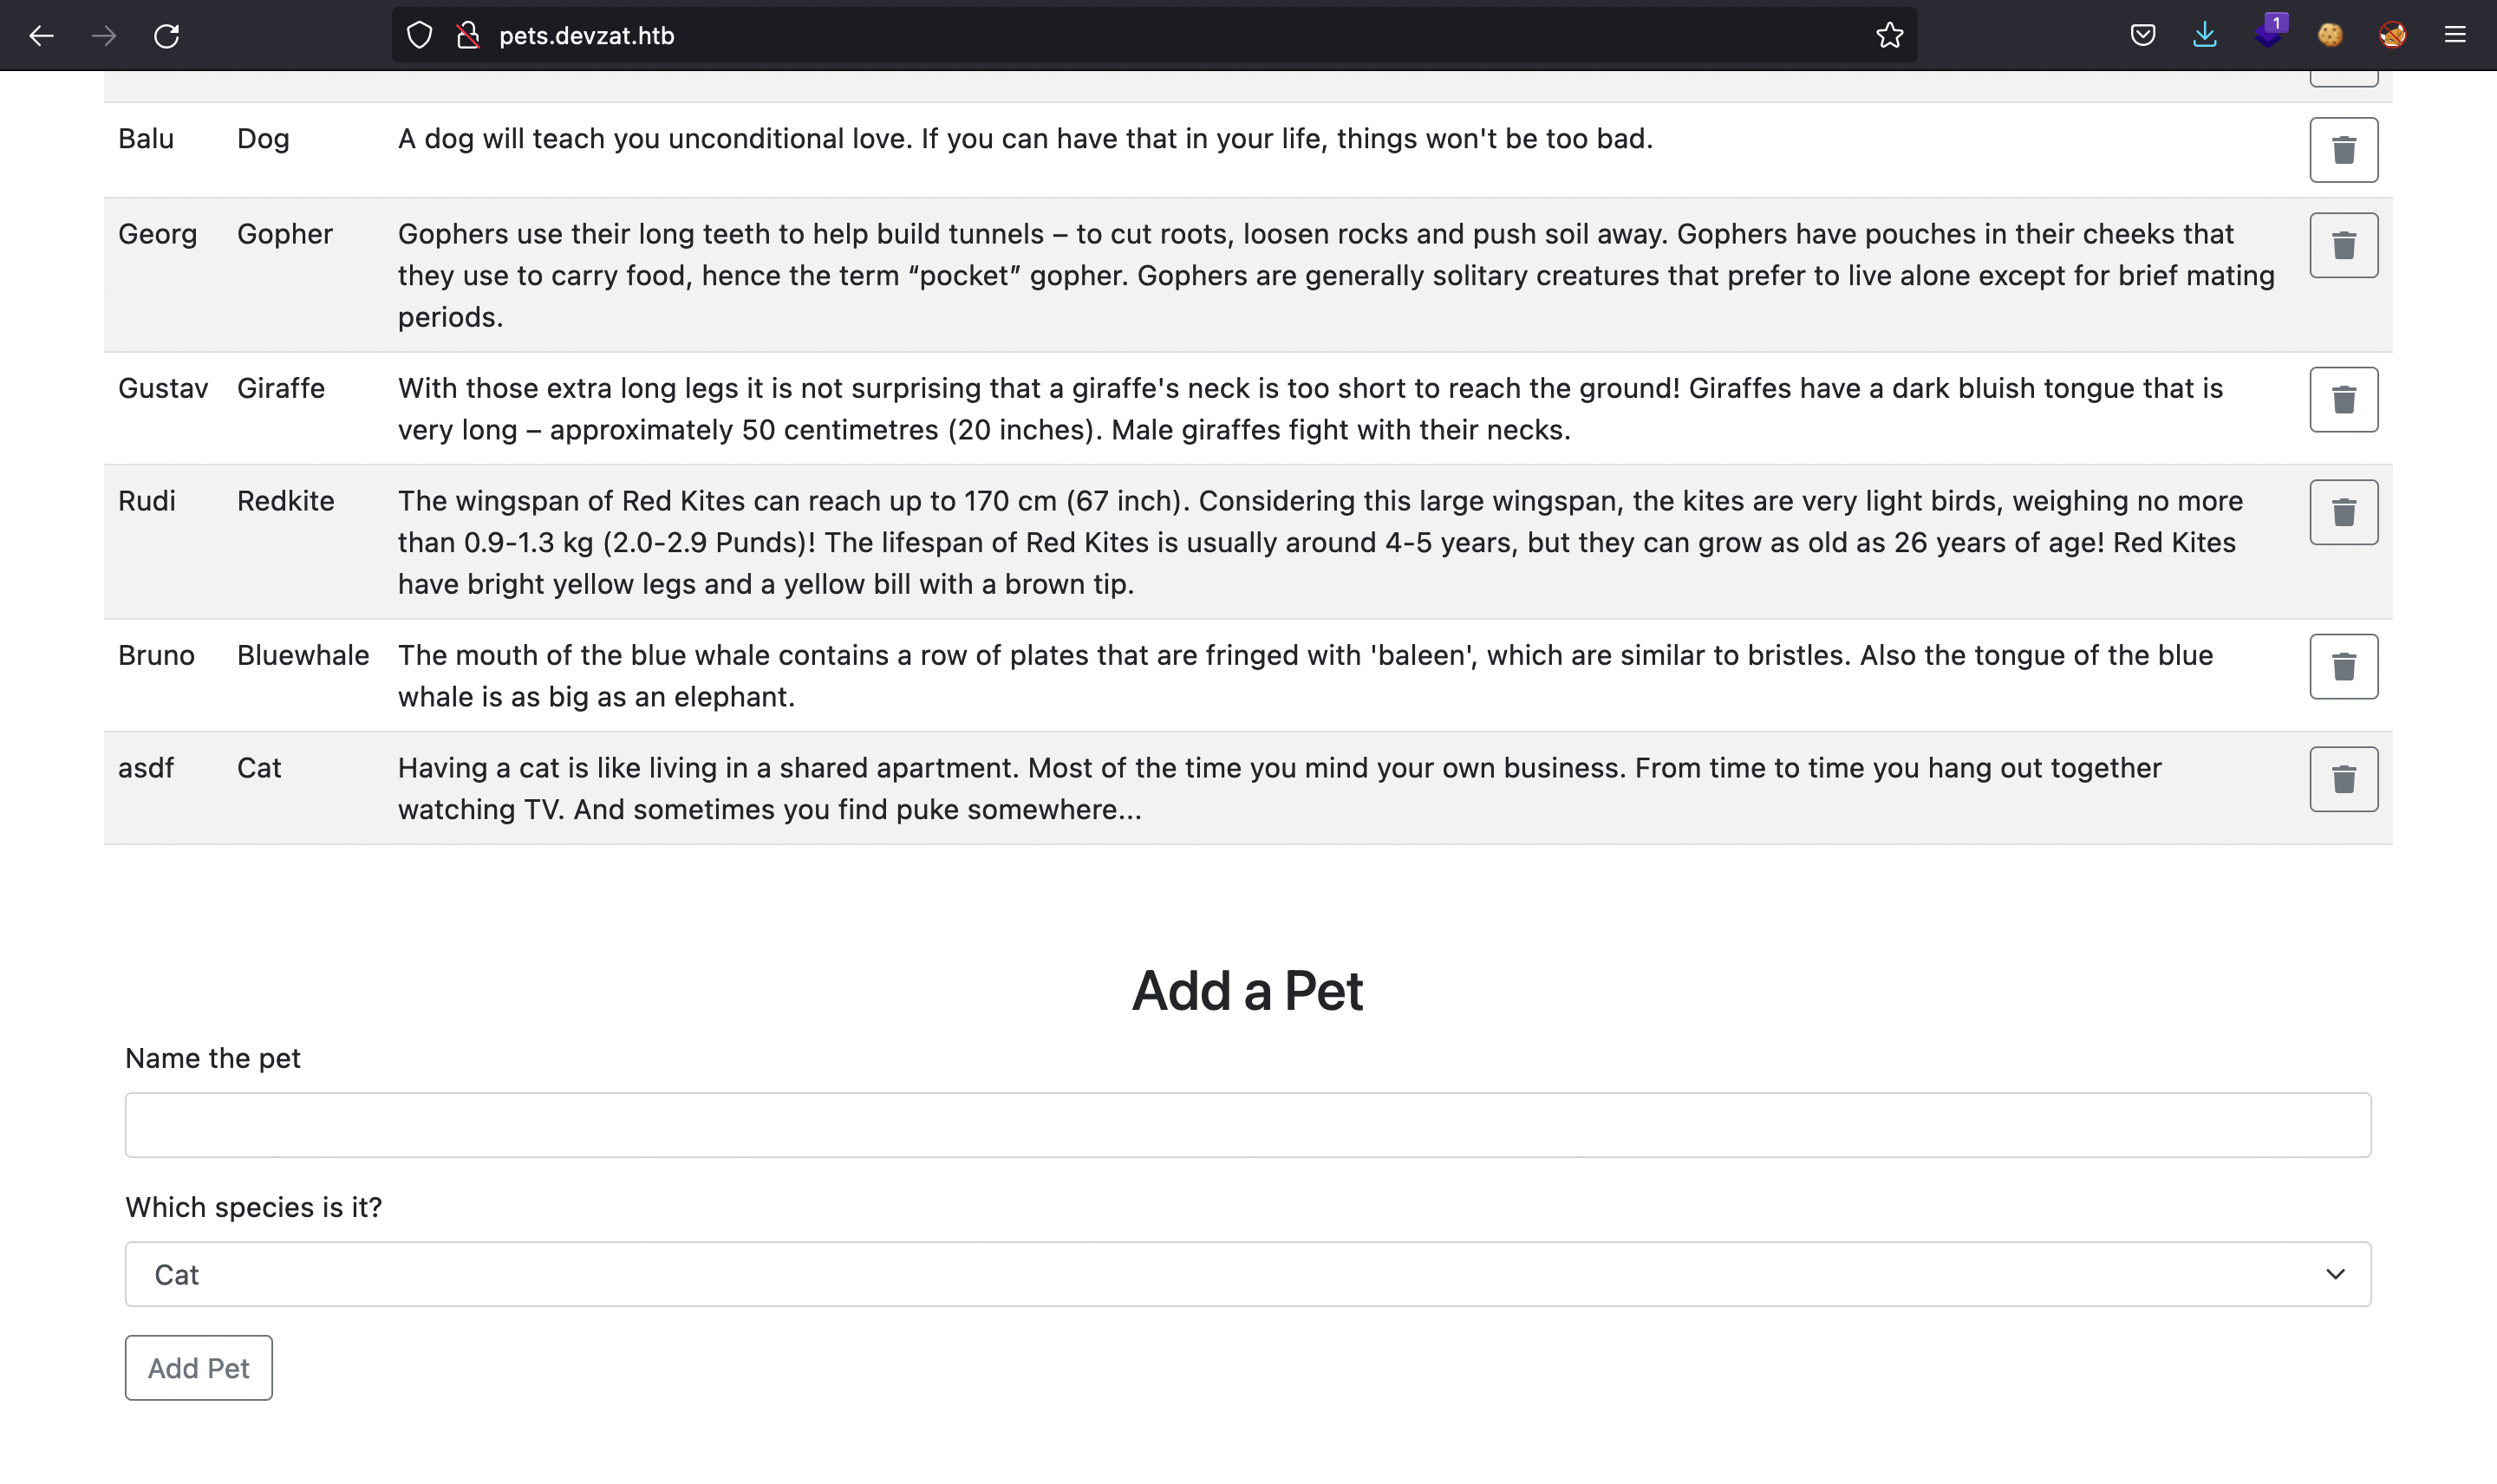 pets.devzat.htb
1
Balu Dog A dog will teach you unconditional love. If you can have that in your life, things won't be too bad.
Georg Gopher Gophers use their long teeth to help build tunnels – to cut roots, loosen rocks and push soil away. Gophers have pouches in their cheeks that
they use to carry food, hence the term “pocket” gopher. Gophers are generally solitary creatures that prefer to live alone except for brief mating
periods.
Gustav Giraffe With those extra long legs it is not surprising that a giraffe's neck is too short to reach the ground! Giraffes have a dark bluish tongue that is
very long – approximately 50 centimetres (20 inches). Male giraffes fight with their necks.
Rudi Redkite The wingspan of Red Kites can reach up to 170 cm (67 inch). Considering this large wingspan, the kites are very light birds, weighing no more
than 0.9-1.3 kg (2.0-2.9 Punds)! The lifespan of Red Kites is usually around 4-5 years, but they can grow as old as 26 years of age! Red Kites
have bright yellow legs and a yellow bill with a brown tip.
Bruno Bluewhale The mouth of the blue whale contains a row of plates that are fringed with 'baleen', which are similar to bristles. Also the tongue of the blue
whale is as big as an elephant.
asdf Cat Having a cat is like living in a shared apartment. Most of the time you mind your own business. From time to time you hang out together
watching TV. And sometimes you find puke somewhere...
Add a Pet
Name the pet
Which species is it?
Cat
Add Pet